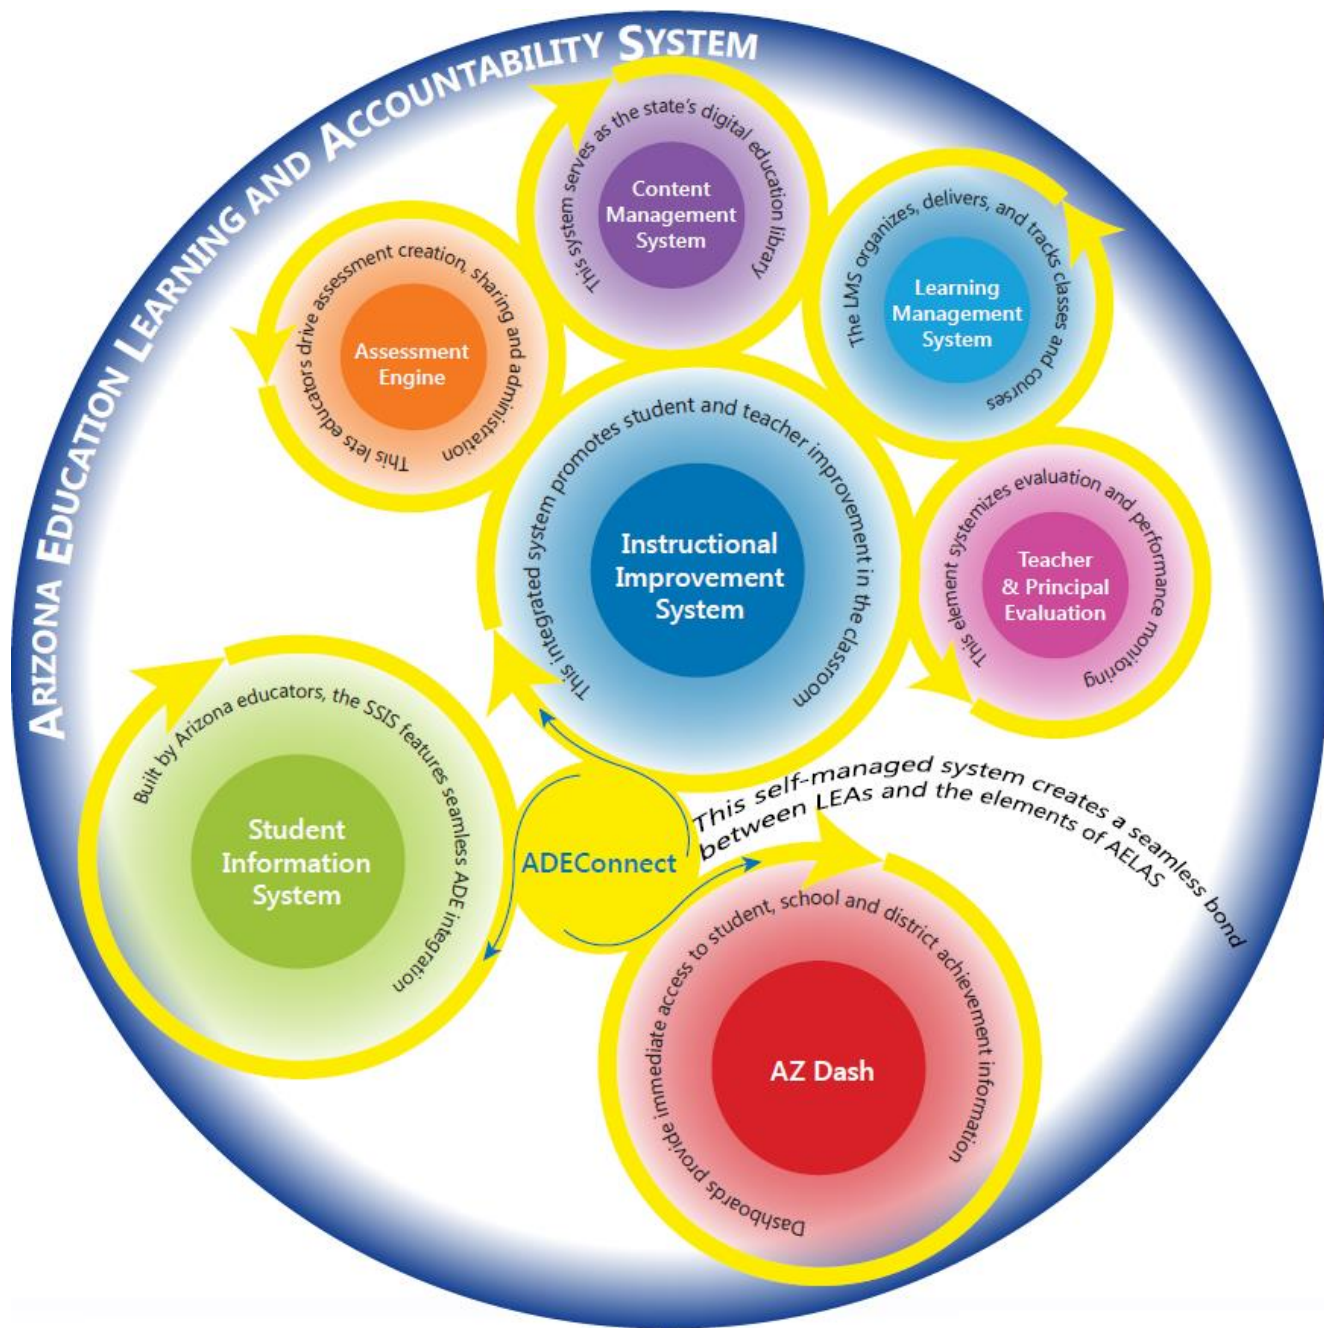 ARIZONA EDUCATION LEARNING AND ACCOUNTABILITY SYSTEM
This system serves as the state's digital education library
Content
Management
System
The LMS organizes, delivers, and tracks classes and courses
Learning
Management
System
This lets educators drive assessment creation, sharing and administration
Assessment
Engine
This integrated system promotes student and teacher improvement in the classroom
Instructional
Improvement
System
This element systemizes evaluation and performance monitoring
Teacher
& Principal
Evaluation
Built by Arizona educators, the SSIS features seamless ADE integration
Student
Information
System
ADEConnect
This self-managed system creates a seamless bond
between LEAs and the elements of AELAS
Dashboards provide immediate access to student, school and district achievement information
AZ Dash